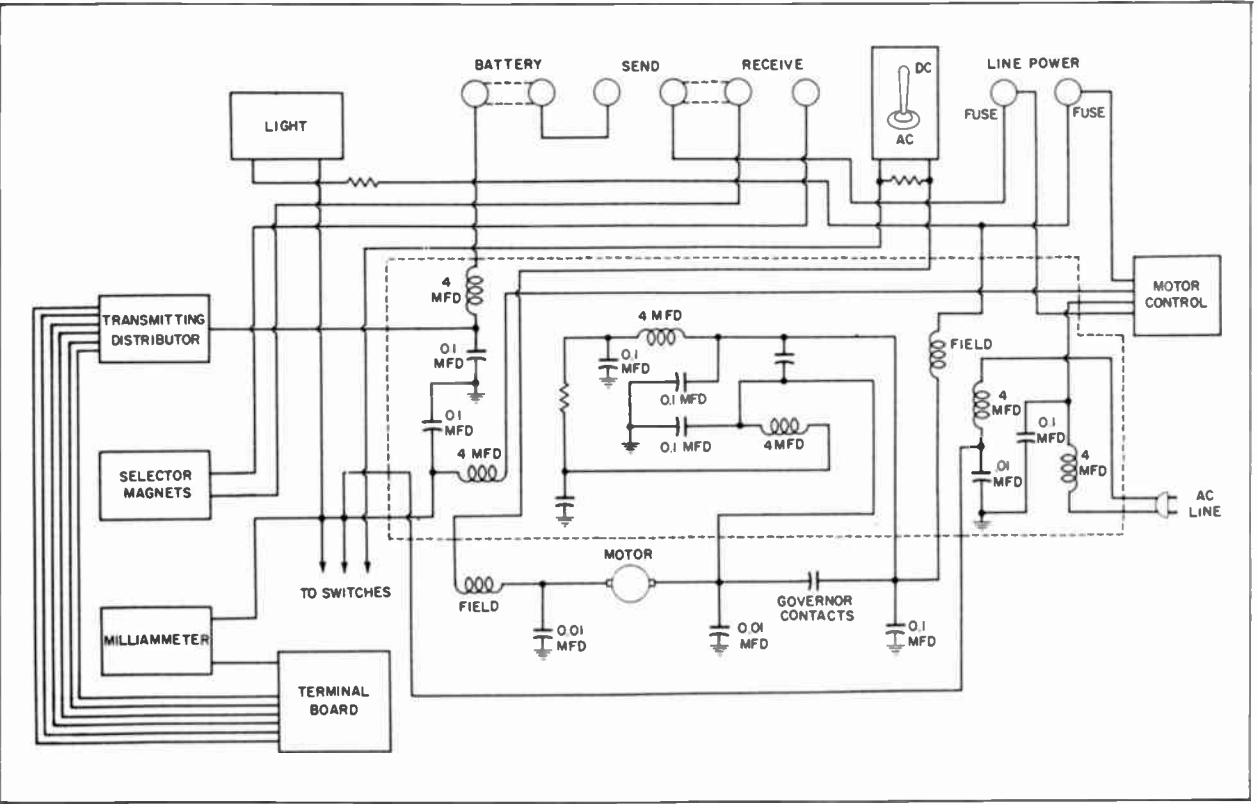 BATTERY
SEND
RECEIVE
DC
AC
LINE POWER
FUSE
FUSE
LIGHT
4
MFD
TRANSMITTING
DISTRIBUTOR
0.1
MFD
0.1
MFD
4 MFD
4 MFD
0.1
MFD
0.1 MFD
0.1 MFD
4 MFD
FIELD
MOTOR
CONTROL
4
MFD
0.1
MFD
.01
MFD
4
MFD
AC
LINE
SELECTOR
MAGNETS
TO SWITCHES
MILLIAMMETER
FIELD
MOTOR
GOVERNOR
CONTACTS
0.01
MFD
0.01
MFD
0.1
MFD
TERMINAL
BOARD